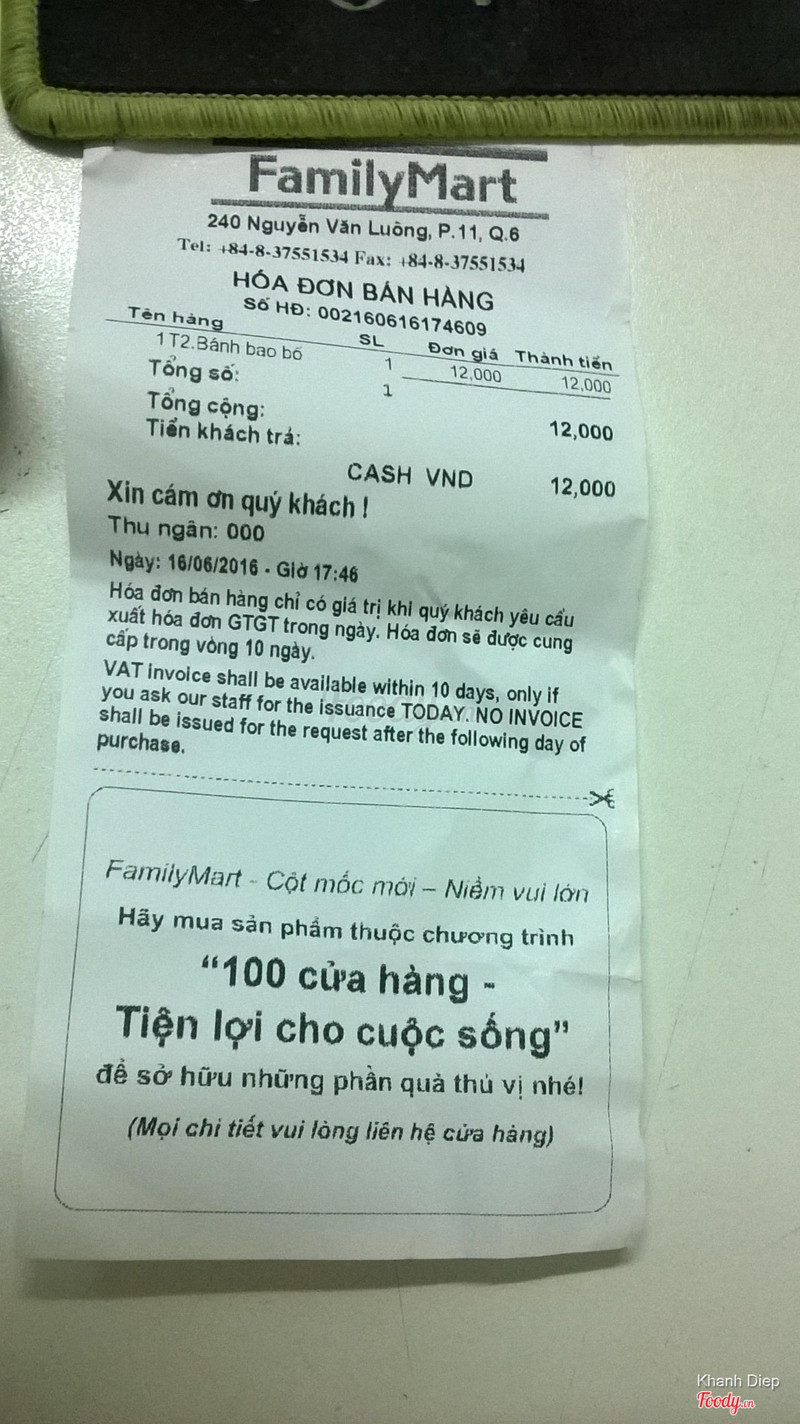 FamilyMart
240 Nguyễn Văn Luông, P.11, Q.6
Tel: +84-8-37551534 Fax: +84-8-37551534
HÓA ĐƠN BÁN HÀNG
Số HĐ: 002160616174609
Tên hàng SL Đơn giá Thành tiền
1 T2.Bánh bao bò 1 12,000 12,000
Tổng số: 1
Tổng cộng: 12,000
Tiền khách trả:
CASH VND 12,000
Xin cám ơn quý khách !
Thu ngân: 000
Ngày: 16/06/2016 - Giờ 17:46
Hóa đơn bán hàng chỉ có giá trị khi quý khách yêu cầu
xuất hóa đơn GTGT trong ngày. Hóa đơn sẽ được cung
cấp trong vòng 10 ngày.
VAT invoice shall be available within 10 days, only if
you ask our staff for the issuance TODAY. NO INVOICE
shall be issued for the request after the following day of
purchase.
FamilyMart - Cột mốc mới – Niềm vui lớn
Hãy mua sản phẩm thuộc chương trình
“100 cửa hàng -
Tiện lợi cho cuộc sống”
để sở hữu những phần quà thú vị nhé!
(Mọi chi tiết vui lòng liên hệ cửa hàng)
Khanh Diep
Foody.vn